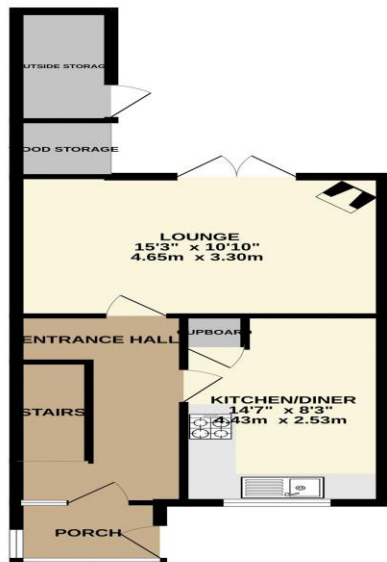 UTSIDE STORAG
OOD STORAGE
LOUNGE
15'3" x 10'10"
4.65m x 3.30m
ENTRANCE HALL
UPBOAR
STAIRS
KITCHEN/DINER
14'7" x 8'3"
4.43m x 2.53m
PORCH